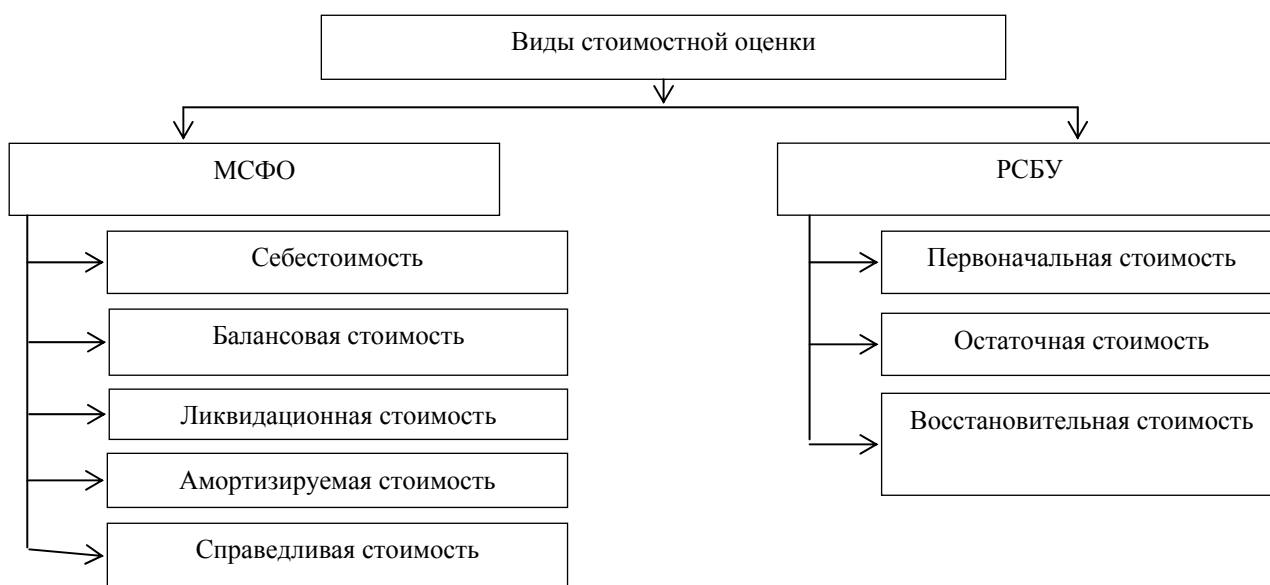 Виды стоимостной оценки
МСФО
РСБУ
Себестоимость
Балансовая стоимость
Ликвидационная стоимость
Амортизируемая стоимость
Справедливая стоимость
Первоначальная стоимость
Остаточная стоимость
Восстановительная стоимость